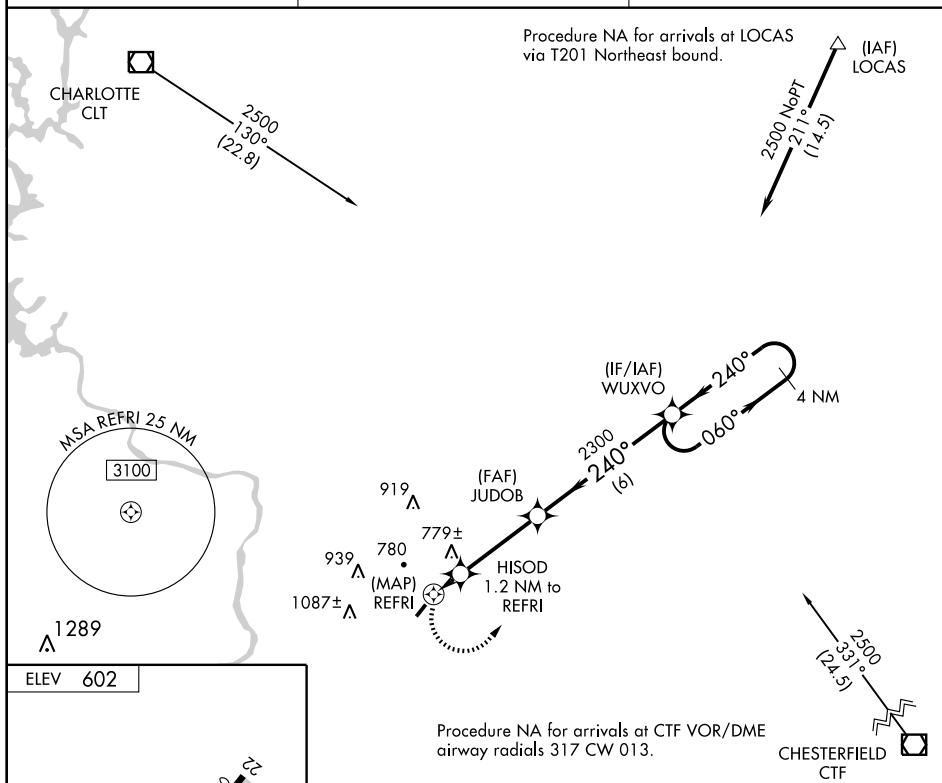 Procedure NA for arrivals at LOCAS
via T201 Northeast bound.
(IAF)
LOCAS
CHARLOTTE
CLT
2500
130°
(22.8)
2500 NoPT
211°
(14.5)
(IF/IAF)
WUXVO
240°
060°
4 NM
2300
240°
(6)
MSA REFRI 25 NM
3100
(FAF)
JUDOB
919
779±
939
780
(MAP)
REFRI
HISOD
1.2 NM to
REFRI
1087±
1289
2500
331°
(24.5)
ELEV 602
Procedure NA for arrivals at CTF VOR/DME
airway radials 317 CW 013.
CHESTERFIELD
CTF
22